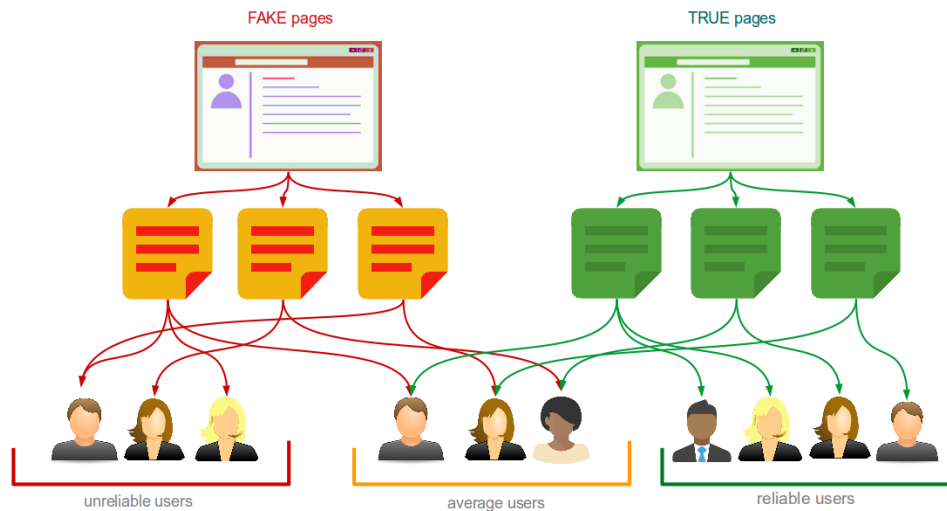 FAKE pages
TRUE pages
unreliable users
average users
reliable users